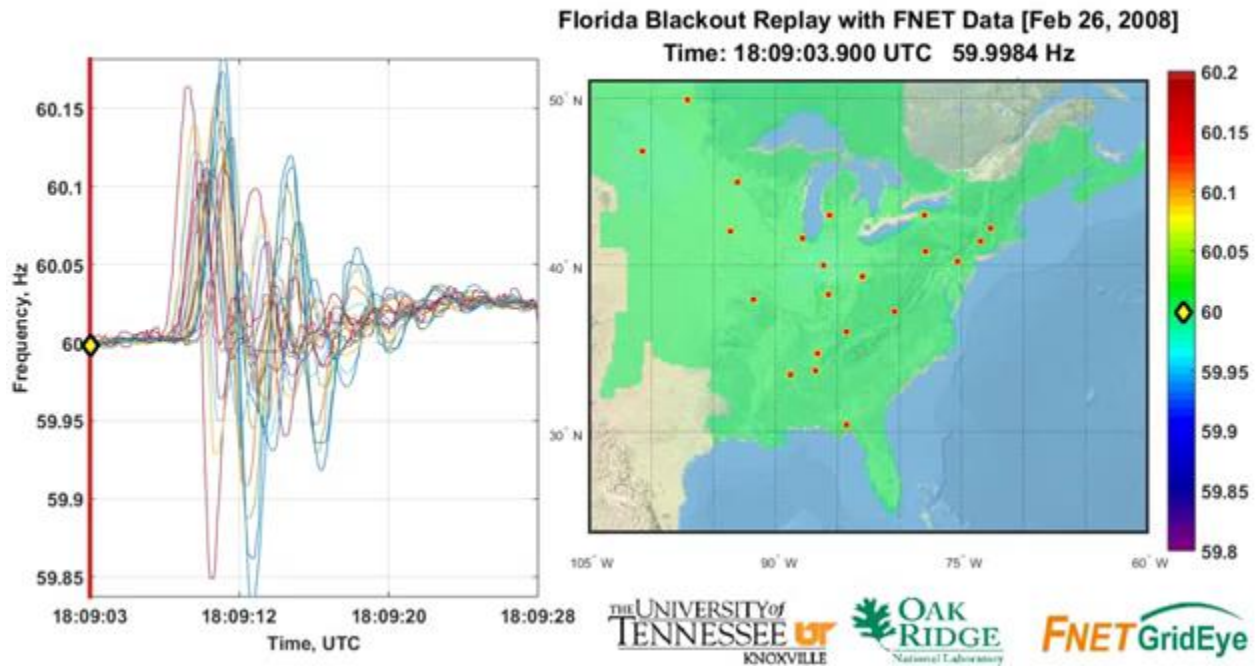 Florida Blackout Replay with FNET Data [Feb 26, 2008]
Time: 18:09:03.900 UTC 59.9984 Hz
60.15
60.1
60.05
60
59.95
59.9
59.85
Frequency, Hz
18:09:03
18:09:12
18:09:20
18:09:28
Time, UTC
50° N
40° N
30° N
105° W
90° W
75° W
60° W
60.2
60.15
60.1
60.05
60
59.95
59.9
59.85
59.8
THE UNIVERSITY of
TENNESSEE UT
KNOXVILLE
OAK
RIDGE
National Laboratory
FNET GridEye